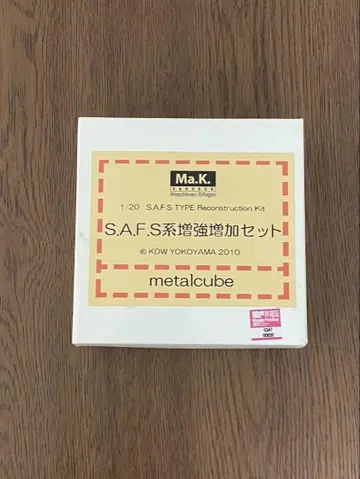 Ma.K.
Maschinen Krieger
1/20 S.A.F.S TYPE Reconstruction Kit
S.A.F.S系増強増加セット
© KOW YOKOYAMA 2010
metalcube